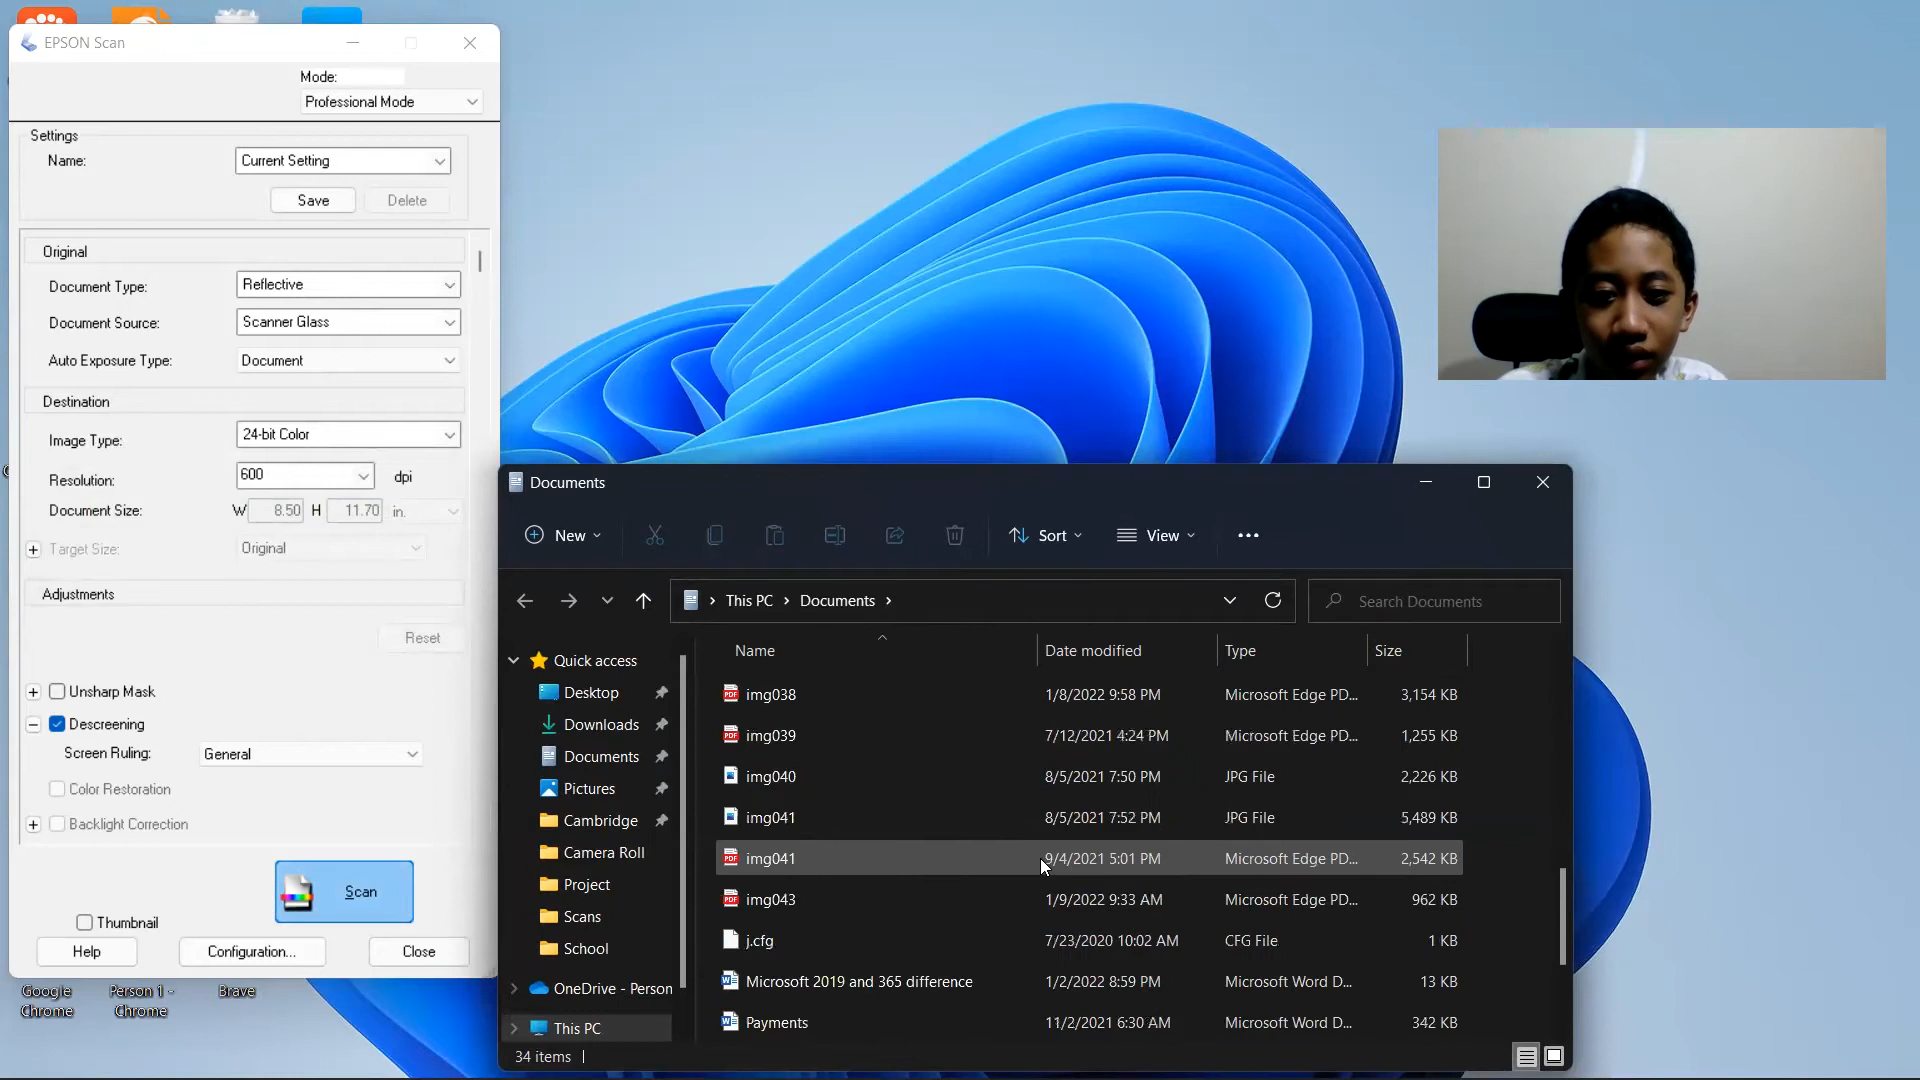 EPSON Scan
Mode:
Professional Mode
Settings
Name:
Current Setting
Save
Delete
Original
Document Type:
Reflective
Document Source:
Scanner Glass
Auto Exposure Type:
Document
Destination
Image Type:
24-bit Color
Resolution:
600
dpi
Document Size:
W 8.50 H 11.70 in.
Target Size:
Original
Adjustments
Reset
Unsharp Mask
Descreening
Screen Ruling:
General
Color Restoration
Backlight Correction
Scan
Thumbnail
Help
Configuration...
Close
Google Chrome
Person 1 - Chrome
Brave
Documents
New
Sort
View
This PC
Documents
Search Documents
Quick access
Desktop
Downloads
Documents
Pictures
Cambridge
Camera Roll
Project
Scans
School
OneDrive - Person
This PC
Name Date modified Type Size
img038 1/8/2022 9:58 PM Microsoft Edge PD... 3,154 KB
img039 7/12/2021 4:24 PM Microsoft Edge PD... 1,255 KB
img040 8/5/2021 7:50 PM JPG File 2,226 KB
img041 8/5/2021 7:52 PM JPG File 5,489 KB
img041 9/4/2021 5:01 PM Microsoft Edge PD... 2,542 KB
img043 1/9/2022 9:33 AM Microsoft Edge PD... 962 KB
j.cfg 7/23/2020 10:02 AM CFG File 1 KB
Microsoft 2019 and 365 difference 1/2/2022 8:59 PM Microsoft Word D... 13 KB
Payments 11/2/2021 6:30 AM Microsoft Word D... 342 KB
34 items